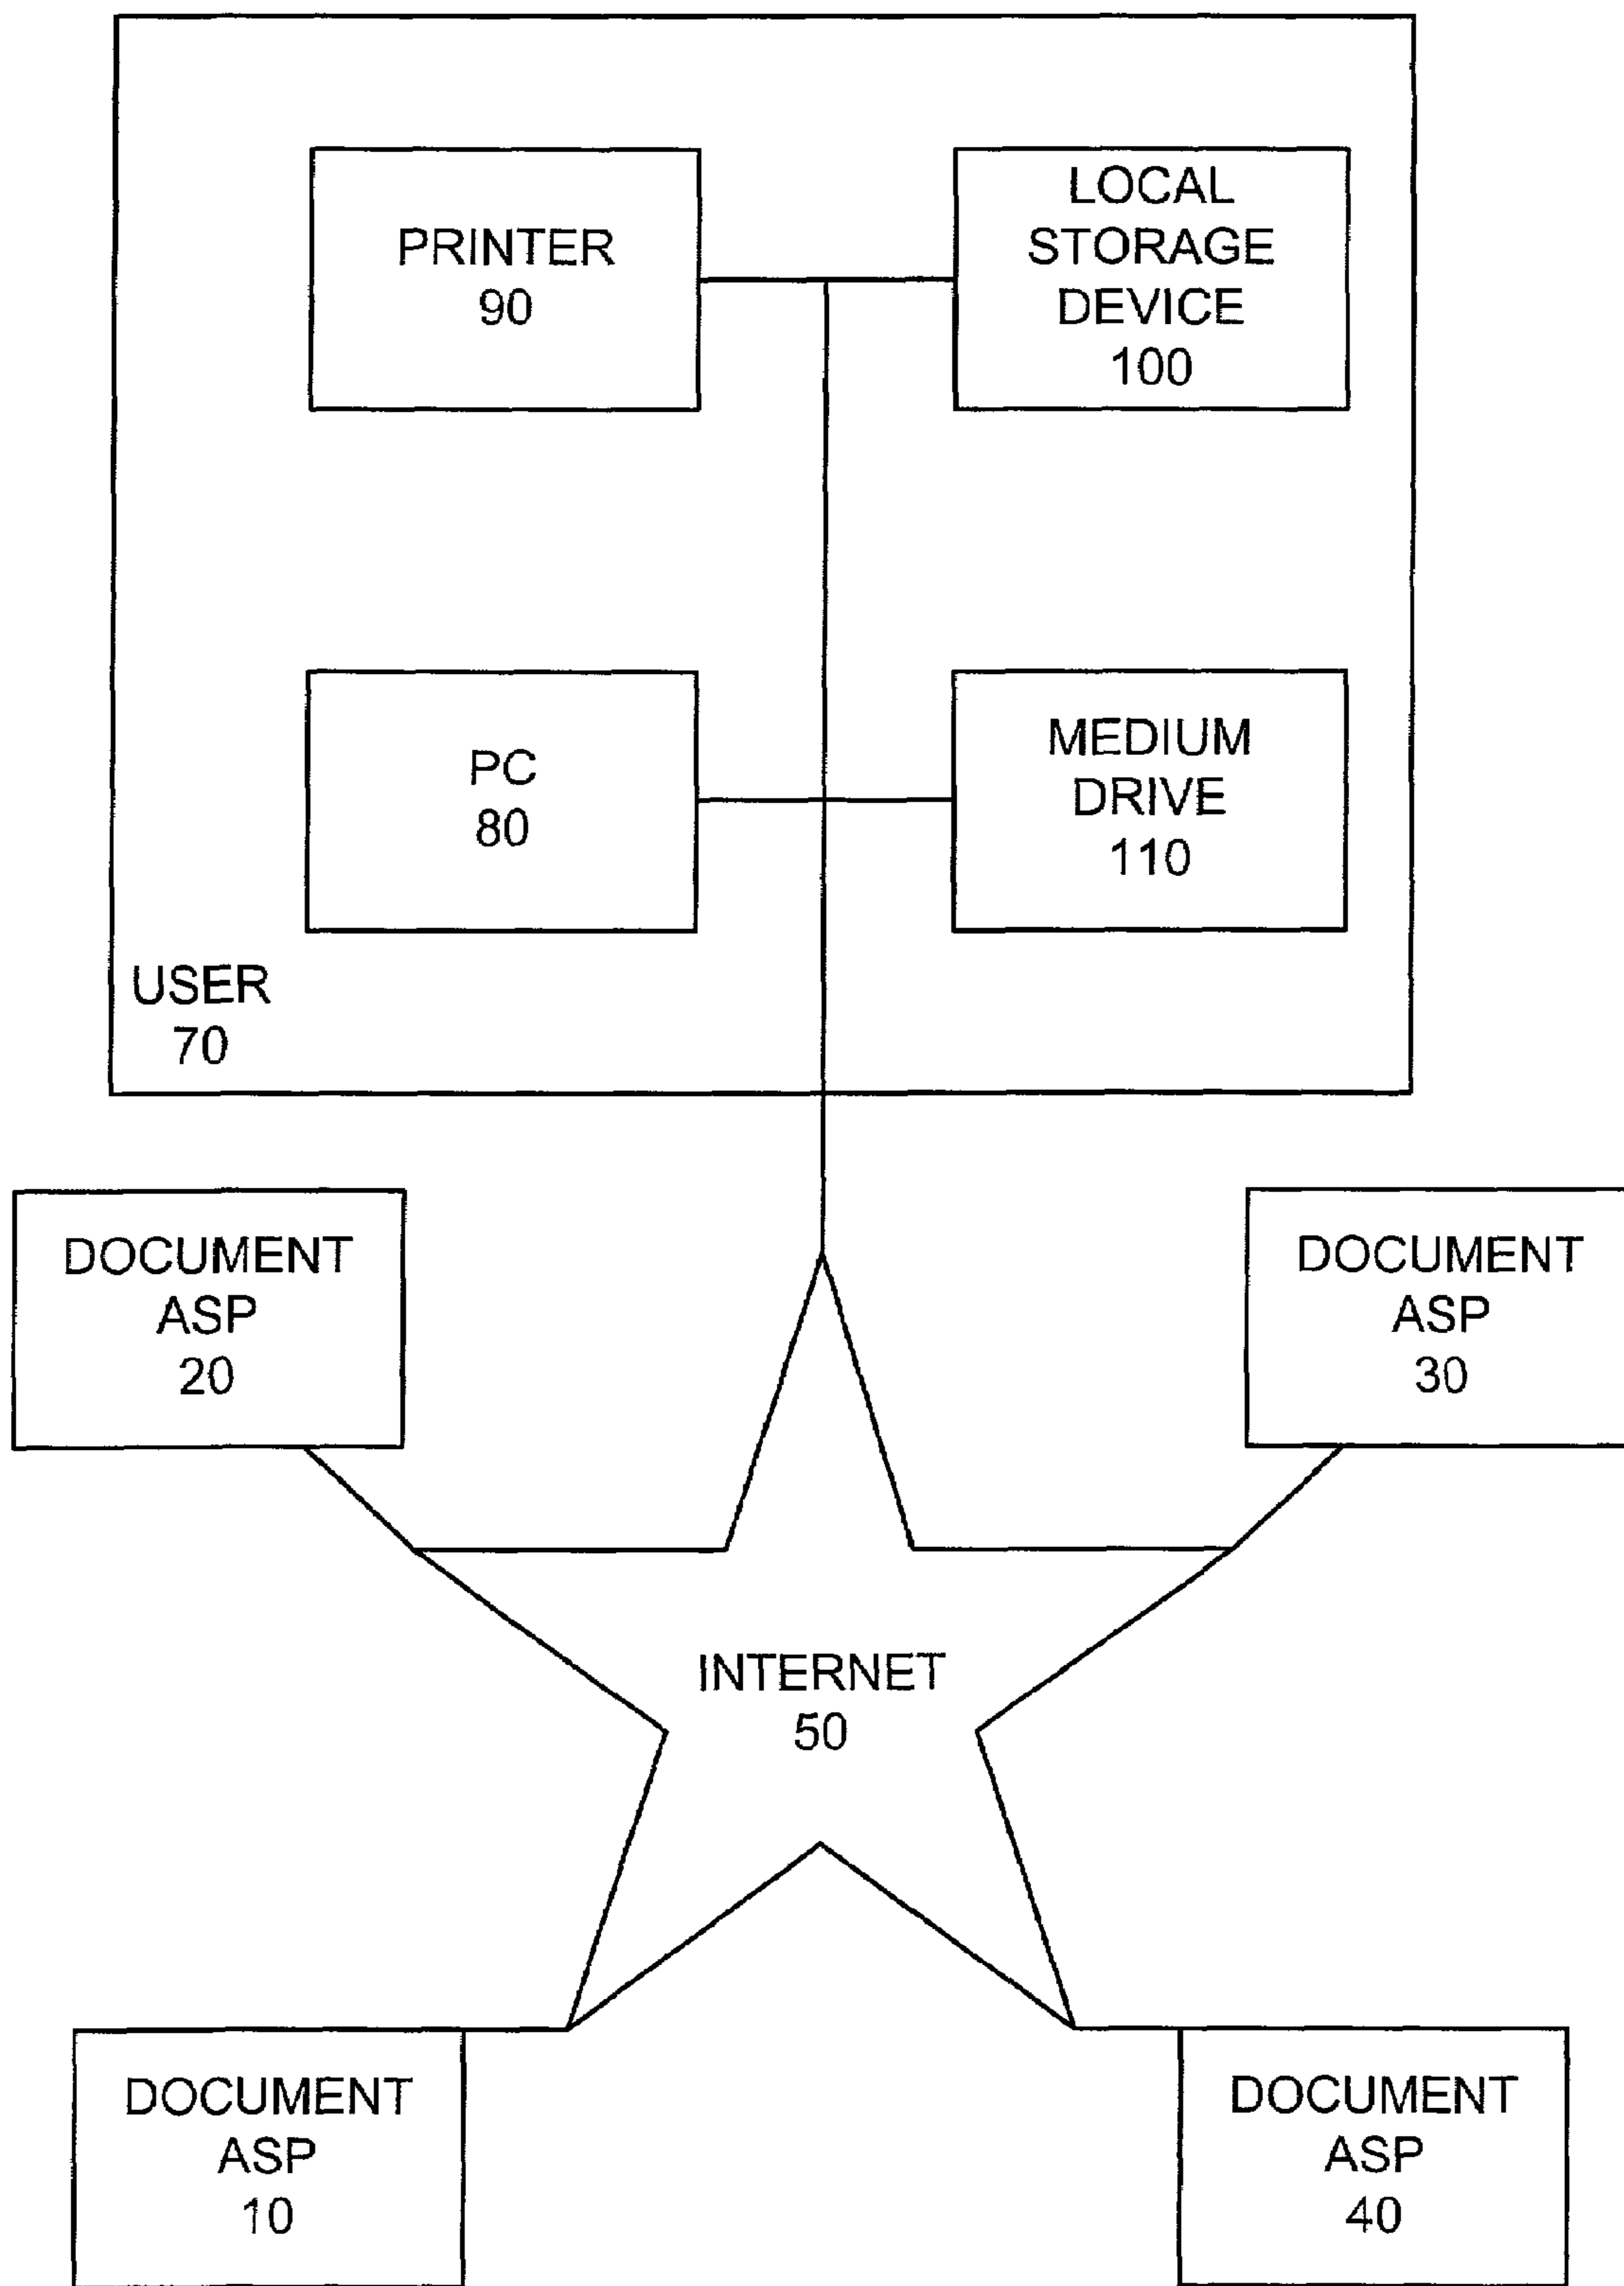 PRINTER
90
LOCAL
STORAGE
DEVICE
100
PC
80
MEDIUM
DRIVE
110
USER
70
DOCUMENT
ASP
20
DOCUMENT
ASP
30
INTERNET
50
DOCUMENT
ASP
10
DOCUMENT
ASP
40